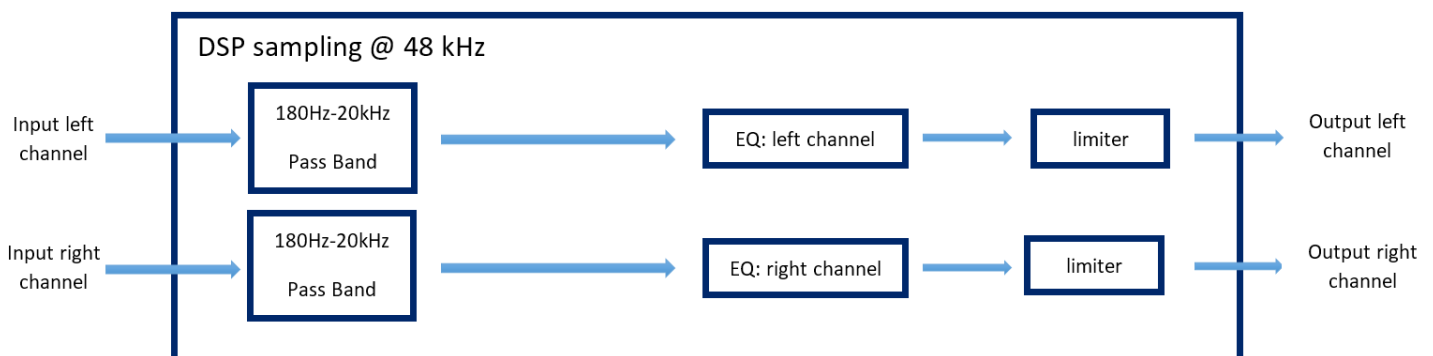 DSP sampling @ 48 kHz
Input left
channel
180Hz-20kHz
Pass Band
EQ: left channel
limiter
Output left
channel
Input right
channel
180Hz-20kHz
Pass Band
EQ: right channel
limiter
Output right
channel